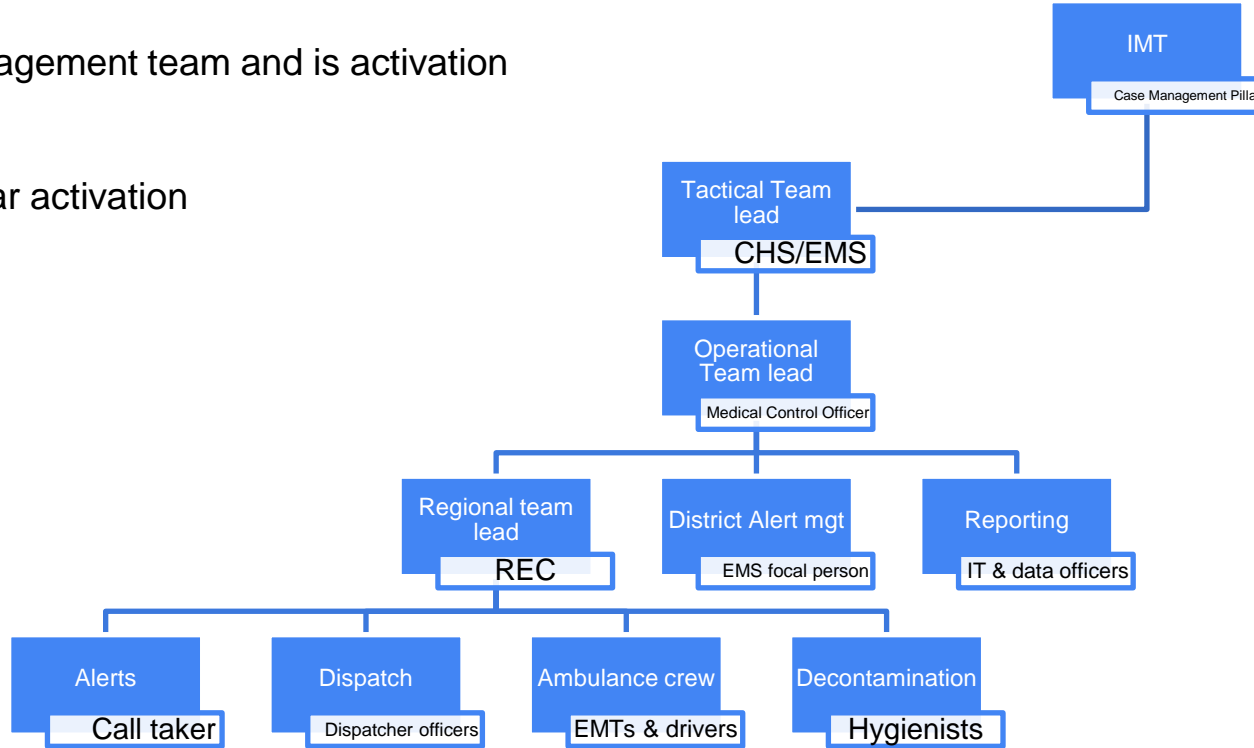 IMT
Case Management Pilla
agement team and is activation
ar activation
Tactical Team
lead
CHS/EMS
Operational
Team lead
Medical Control Officer
Regional team
lead
REC
District Alert mgt
EMS focal person
Reporting
IT & data officers
Alerts
Call taker
Dispatch
Dispatcher officers
Ambulance crew
EMTs & drivers
Decontamination
Hygienists